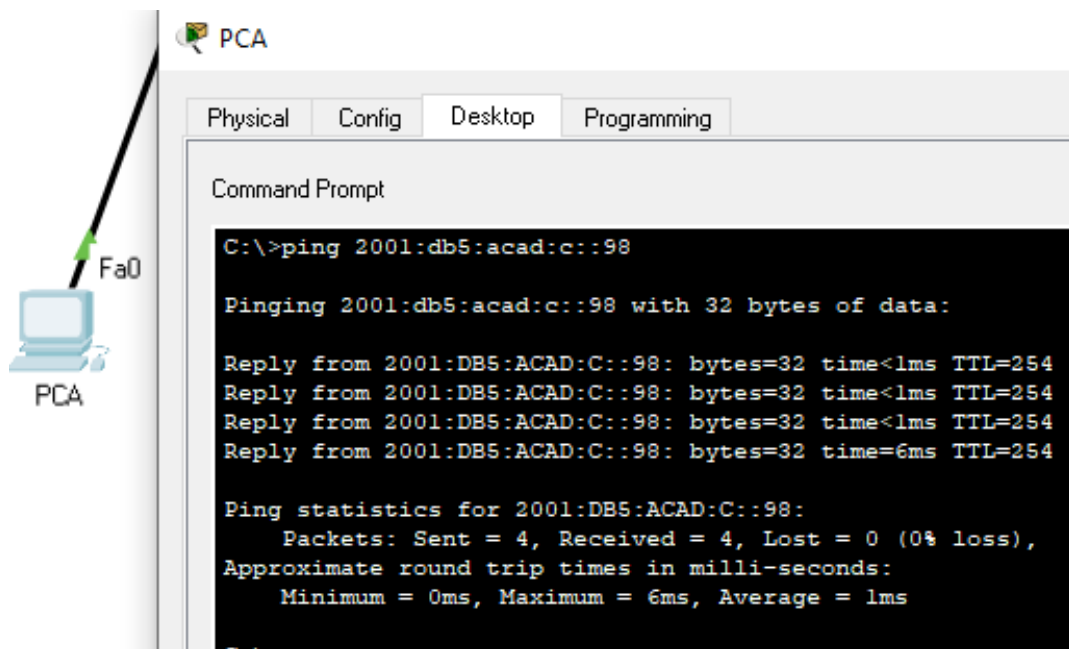 PCA
Physical Config Desktop Programming
Command Prompt
C:\>ping 2001:db5:acad:c::98
Pinging 2001:db5:acad:c::98 with 32 bytes of data:
Reply from 2001:DB5:ACAD:C::98: bytes=32 time<1ms TTL=254
Reply from 2001:DB5:ACAD:C::98: bytes=32 time<1ms TTL=254
Reply from 2001:DB5:ACAD:C::98: bytes=32 time<1ms TTL=254
Reply from 2001:DB5:ACAD:C::98: bytes=32 time=6ms TTL=254
Ping statistics for 2001:DB5:ACAD:C::98:
Packets: Sent = 4, Received = 4, Lost = 0 (0% loss),
Approximate round trip times in milli-seconds:
Minimum = 0ms, Maximum = 6ms, Average = 1ms
Fa0
PCA